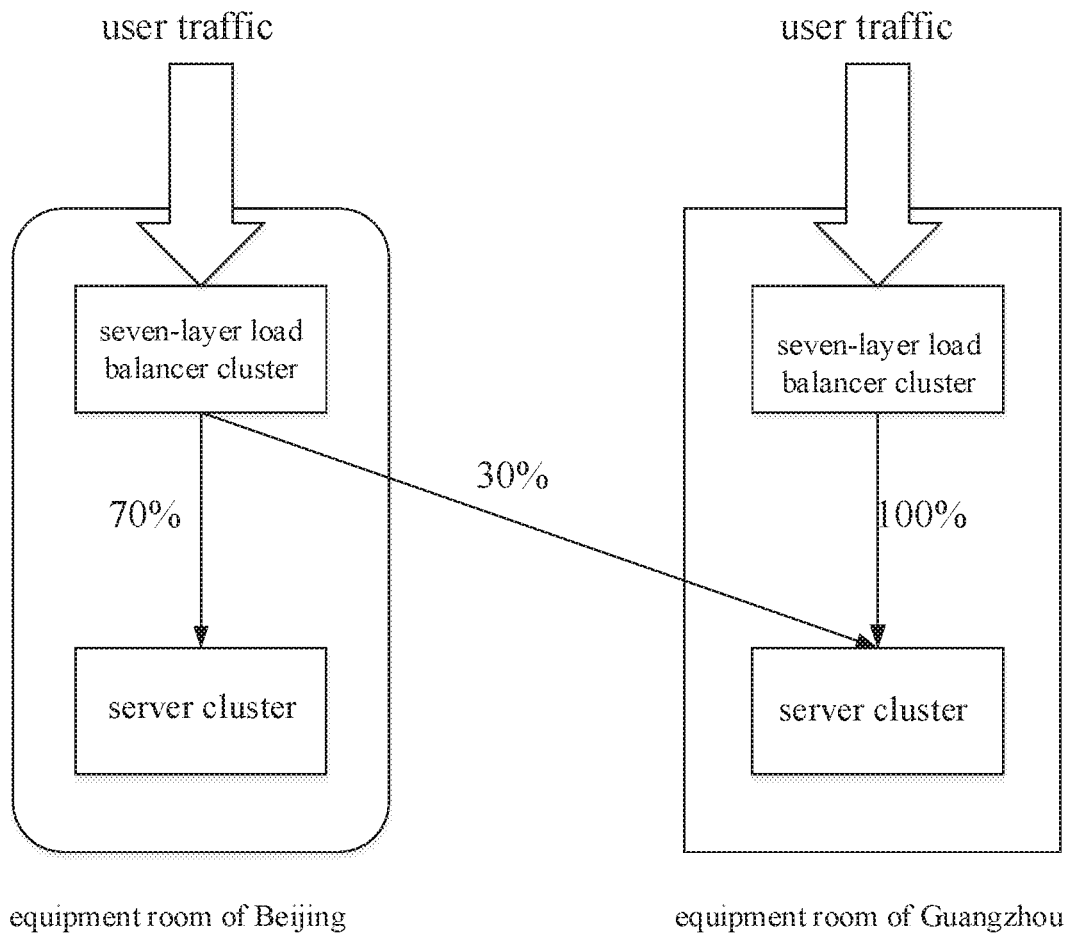 user traffic
user traffic
seven-layer load
balancer cluster
seven-layer load
balancer cluster
30%
70%
100%
server cluster
server cluster
equipment room of Beijing
equipment room of Guangzhou